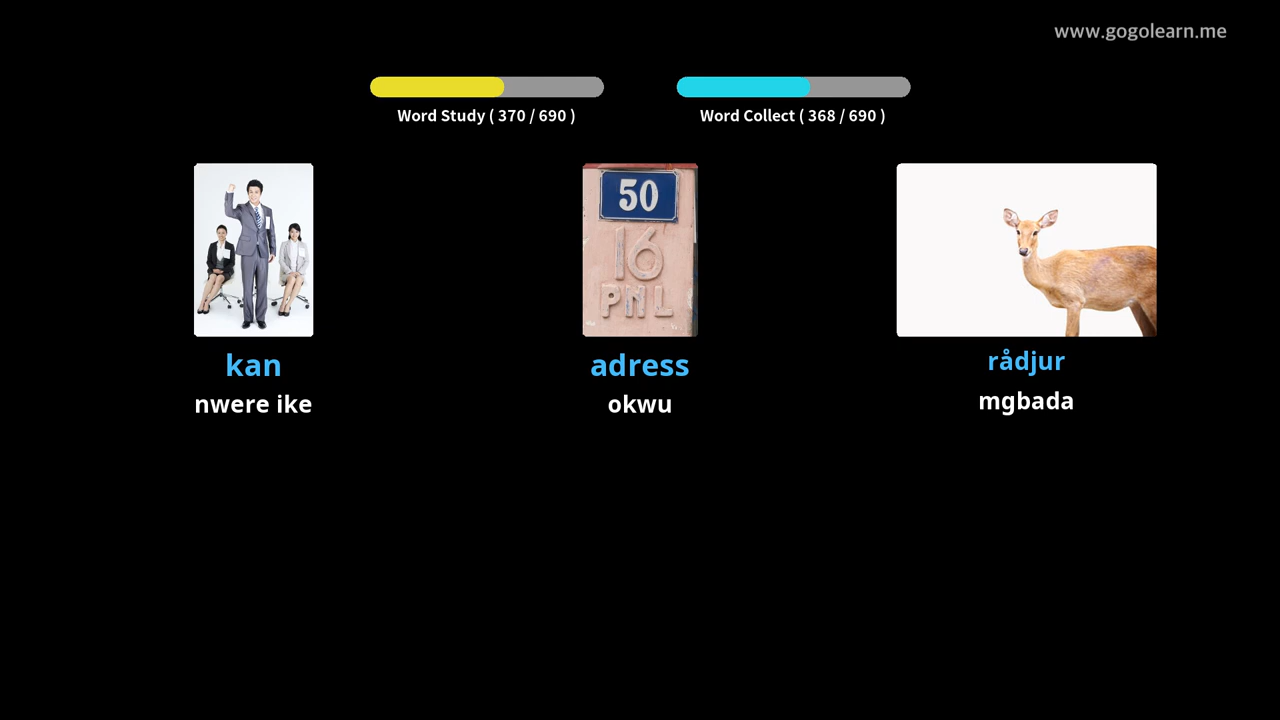 www.gogolearn.me
Word Study ( 370 / 690 )
Word Collect ( 368 / 690 )
50
16
PNL
kan
adress
rådjur
nwere ike
okwu
mgbada